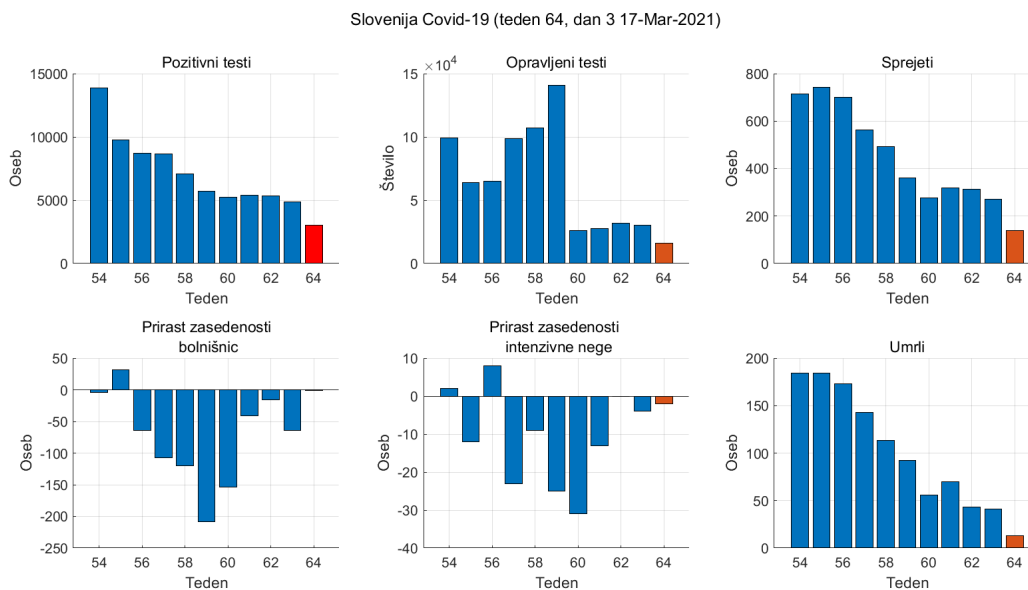 Slovenija Covid-19 (teden 64, dan 3 17-Mar-2021)
Pozitivni testi
15000
10000
5000
0
Oseb
54 56 58 60 62 64
Teden
Opravljeni testi
×10⁴
15
10
5
0
Število
54 56 58 60 62 64
Teden
Sprejeti
800
600
400
200
0
Oseb
54 56 58 60 62 64
Teden
Prirast zasedenosti
bolnišnic
50
0
-50
-100
-150
-200
-250
Oseb
54 56 58 60 62 64
Teden
Prirast zasedenosti
intenzivne nege
10
0
-10
-20
-30
-40
Oseb
54 56 58 60 62 64
Teden
Umrli
200
150
100
50
0
Oseb
54 56 58 60 62 64
Teden